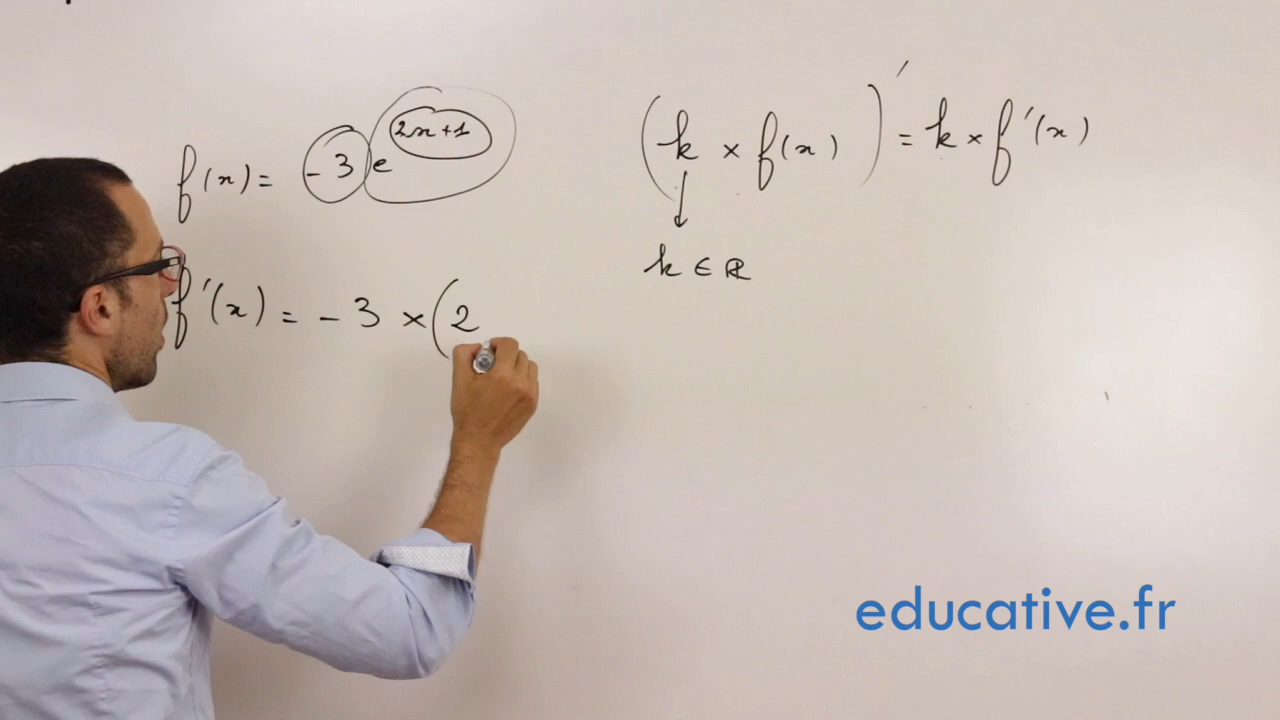 f(x) = -3e^{2x+1}
f'(x) = -3 × (2
(k × f(x))' = k × f'(x)
↓
k ∈ ℝ
educative.fr